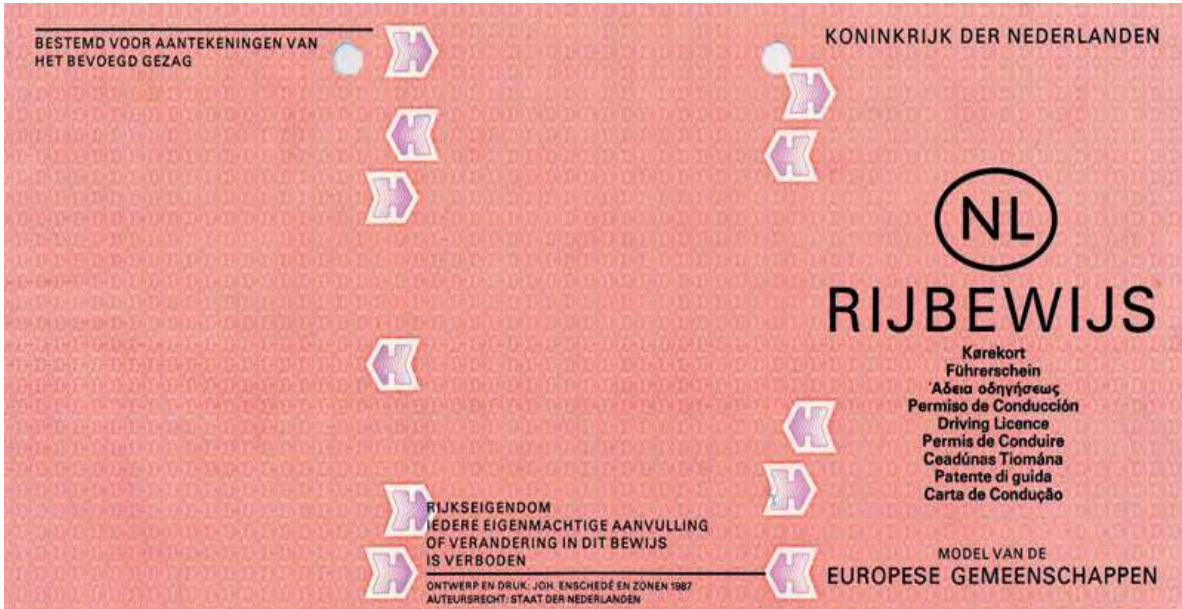 BESTEMD VOOR AANTEKENINGEN VAN
HET BEVOEGD GEZAG
RIJKSEIGENDOM
IEDERE EIGENMACHTIGE AANVULLING
OF VERANDERING IN DIT BEWIJS
IS VERBODEN
ONTWERP EN DRUK: JOH. ENSCHEDÉ EN ZONEN 1987
AUTEURSRECHT: STAAT DER NEDERLANDEN
KONINKRIJK DER NEDERLANDEN
NL
RIJBEWIJS
Kørekort
Führerschein
Άδεια οδηγήσεως
Permiso de Conducción
Driving Licence
Permis de Conduire
Ceadúnas Tiomána
Patente di guida
Carta de Condução
MODEL VAN DE
EUROPESE GEMEENSCHAPPEN